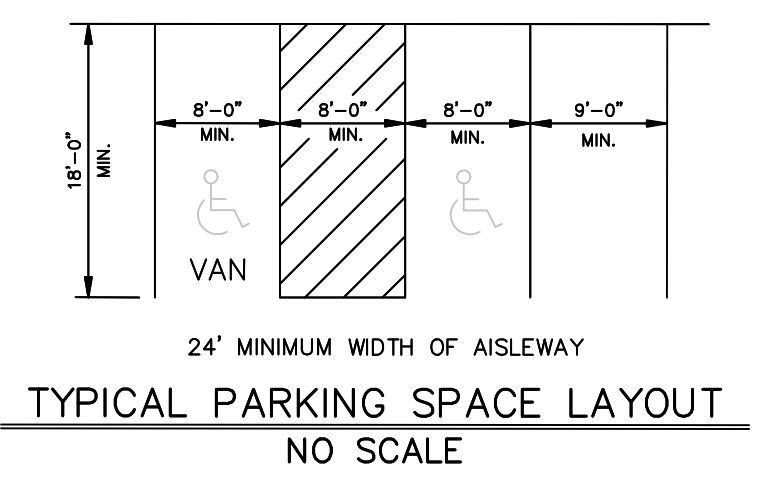 8'-0" 8'-0" 8'-0" 9'-0"
MIN. MIN. MIN. MIN.
18'-0"
MIN.
VAN
24' MINIMUM WIDTH OF AISLEWAY
TYPICAL PARKING SPACE LAYOUT
NO SCALE